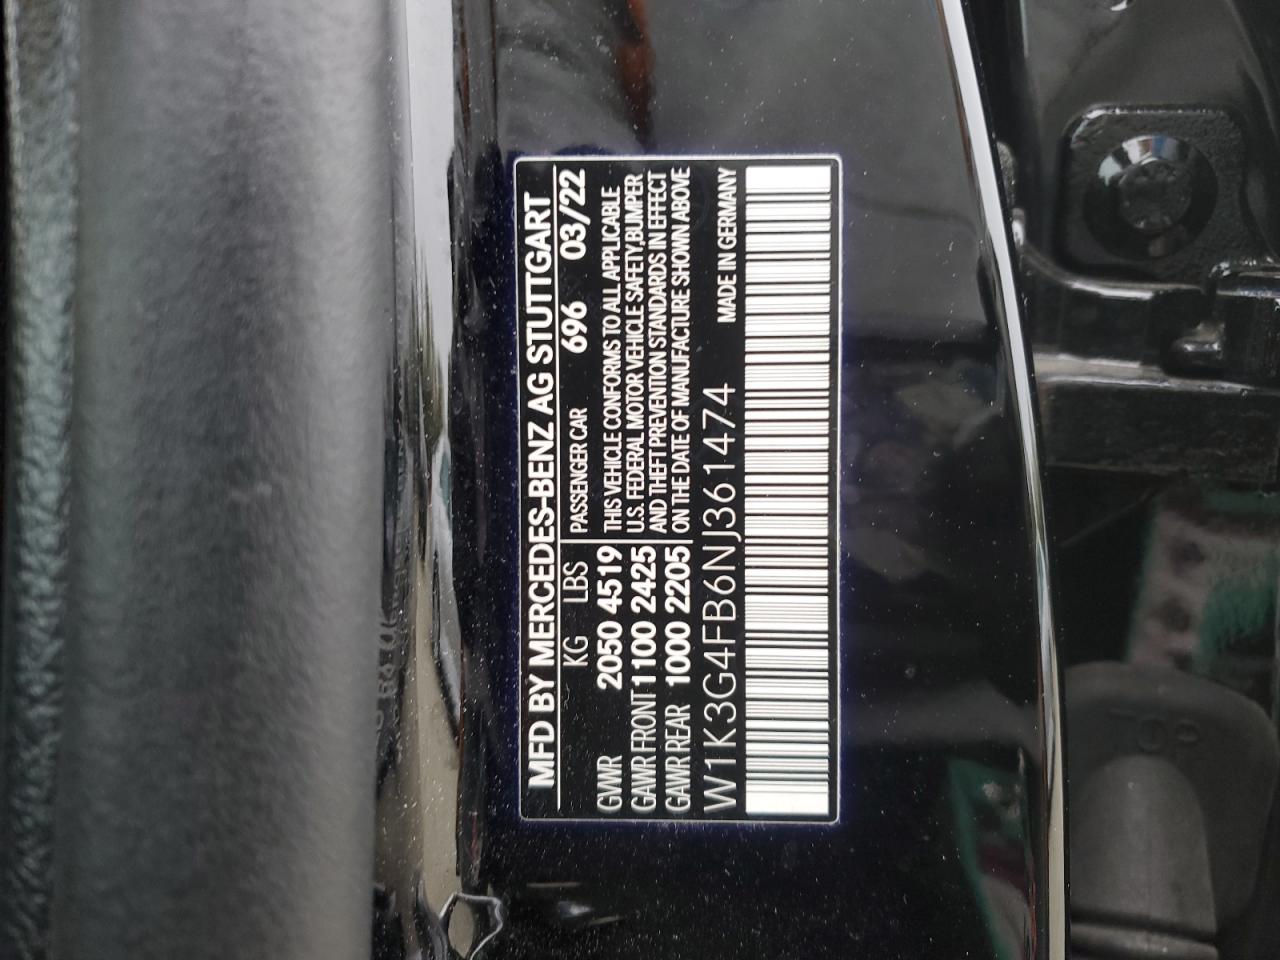 MFD BY MERCEDES-BENZ AG STUTTGART
KG LBS PASSENGER CAR 696 03/22
GVWR 2050 4519 THIS VEHICLE CONFORMS TO ALL APPLICABLE
GAWR FRONT 1100 2425 U.S. FEDERAL MOTOR VEHICLE SAFETY,BUMPER
GAWR REAR 1000 2205 AND THEFT PREVENTION STANDARDS IN EFFECT
ON THE DATE OF MANUFACTURE SHOWN ABOVE
W1K3G4FB6NJ361474 MADE IN GERMANY
TOP